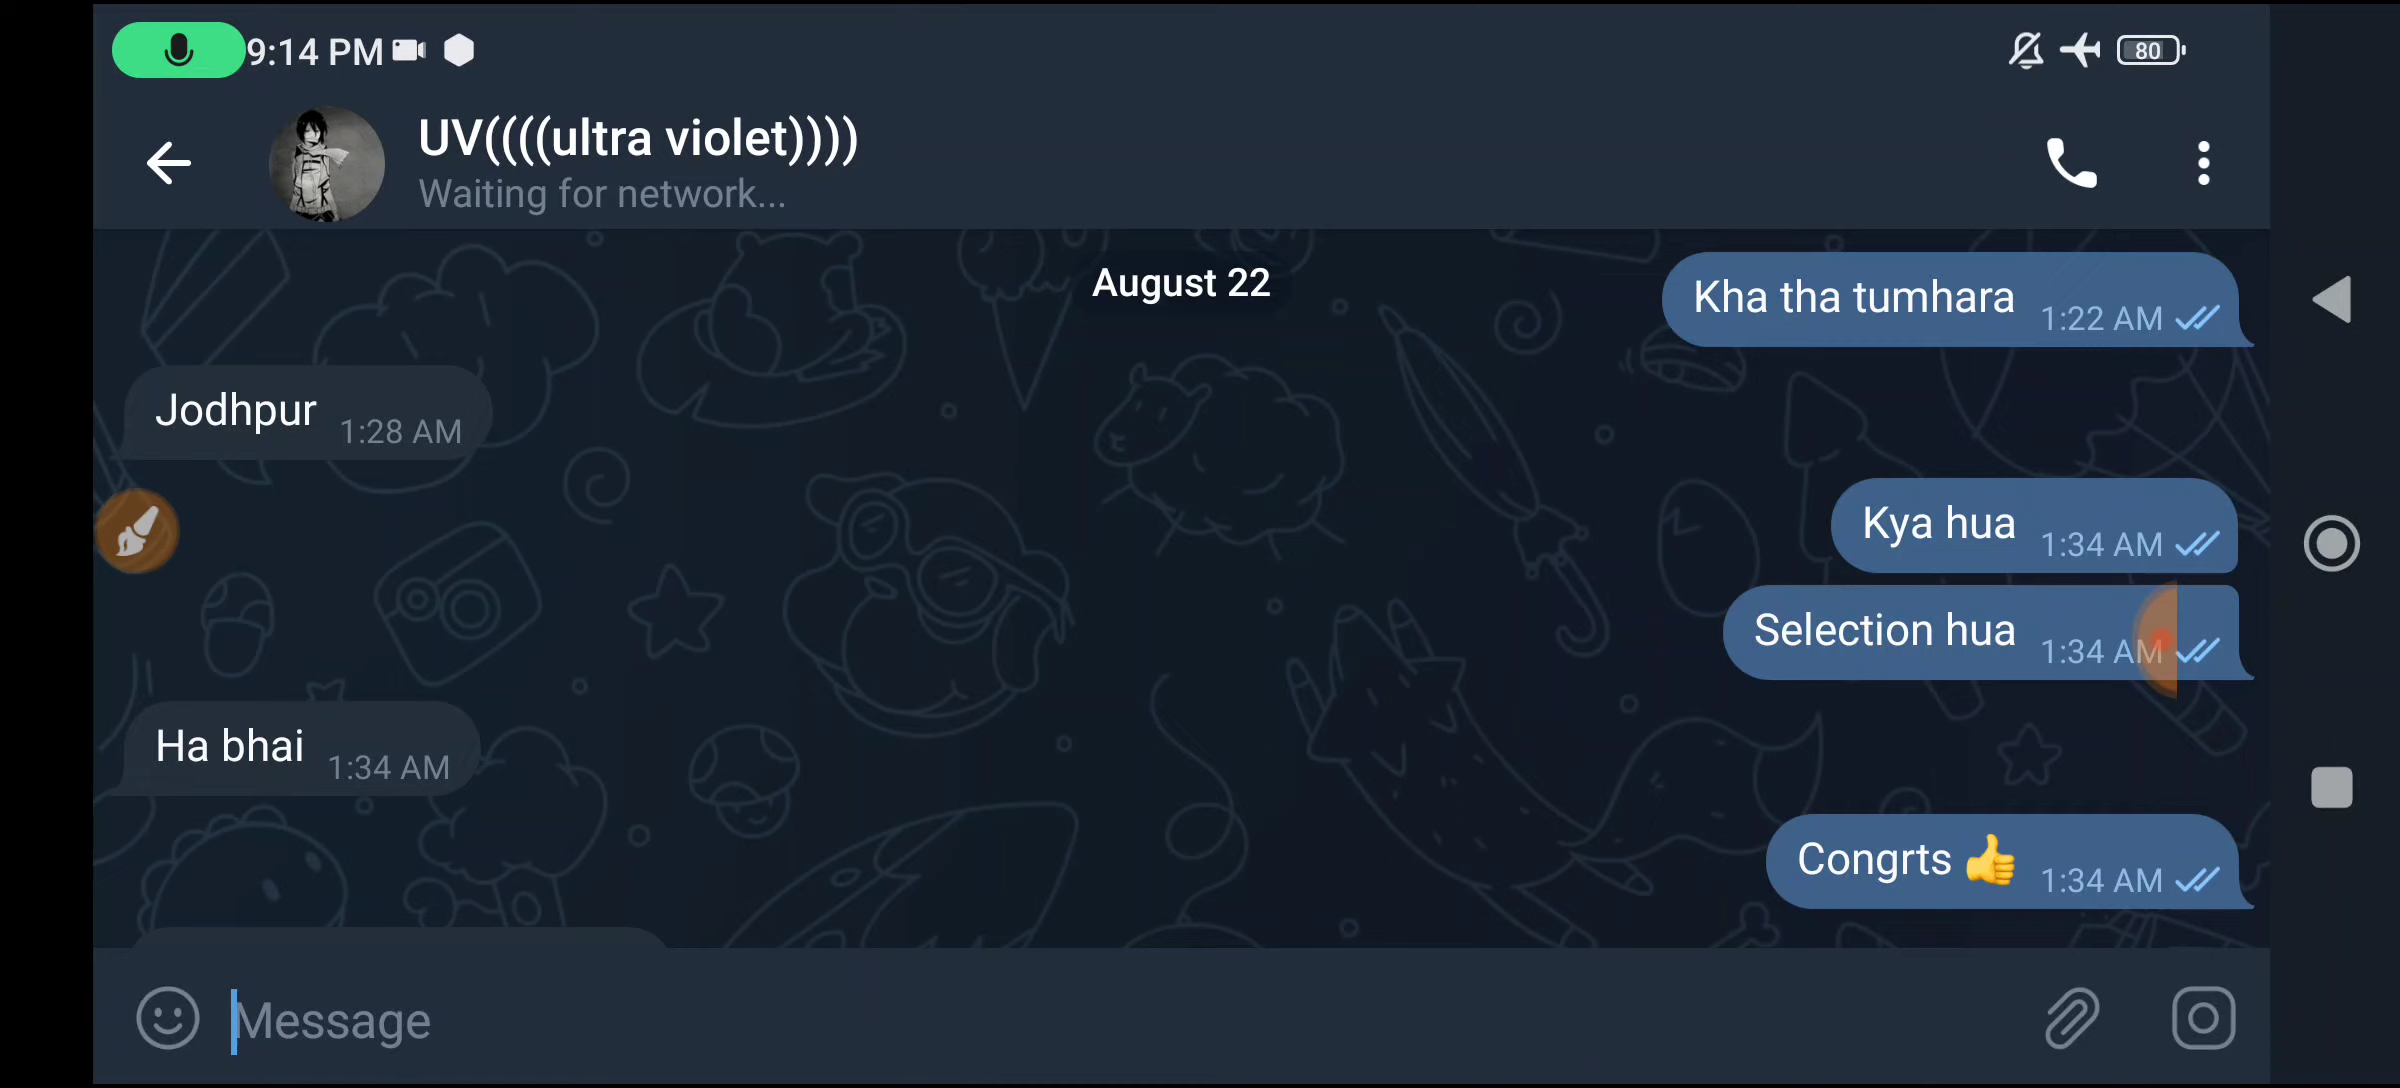 9:14 PM
80
UV((((ultra violet))))
Waiting for network...
August 22
Kha tha tumhara 1:22 AM
Jodhpur 1:28 AM
Kya hua 1:34 AM
Selection hua 1:34 AM
Ha bhai 1:34 AM
Congrts 👍 1:34 AM
Message